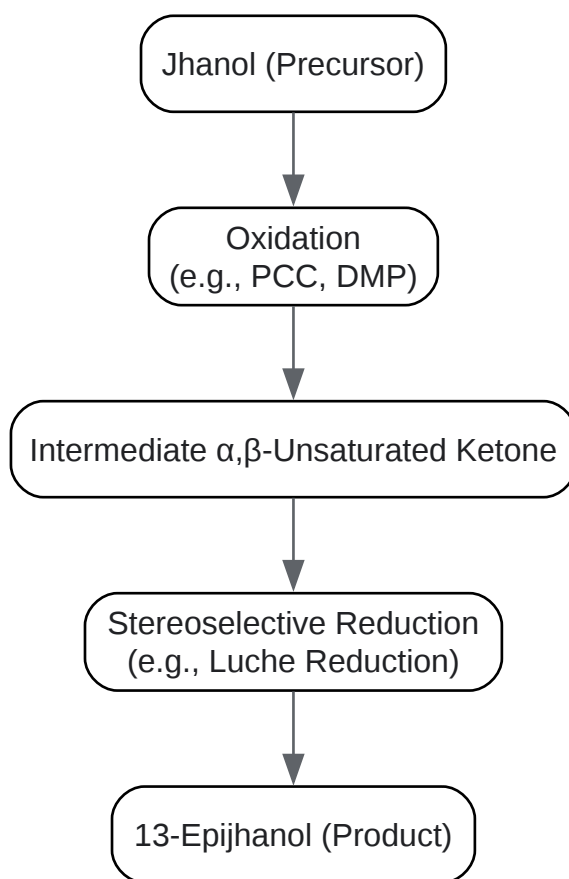 Jhanol (Precursor)
Oxidation
(e.g., PCC, DMP)
Intermediate α,β-Unsaturated Ketone
Stereoselective Reduction
(e.g., Luche Reduction)
13-Epijhanol (Product)